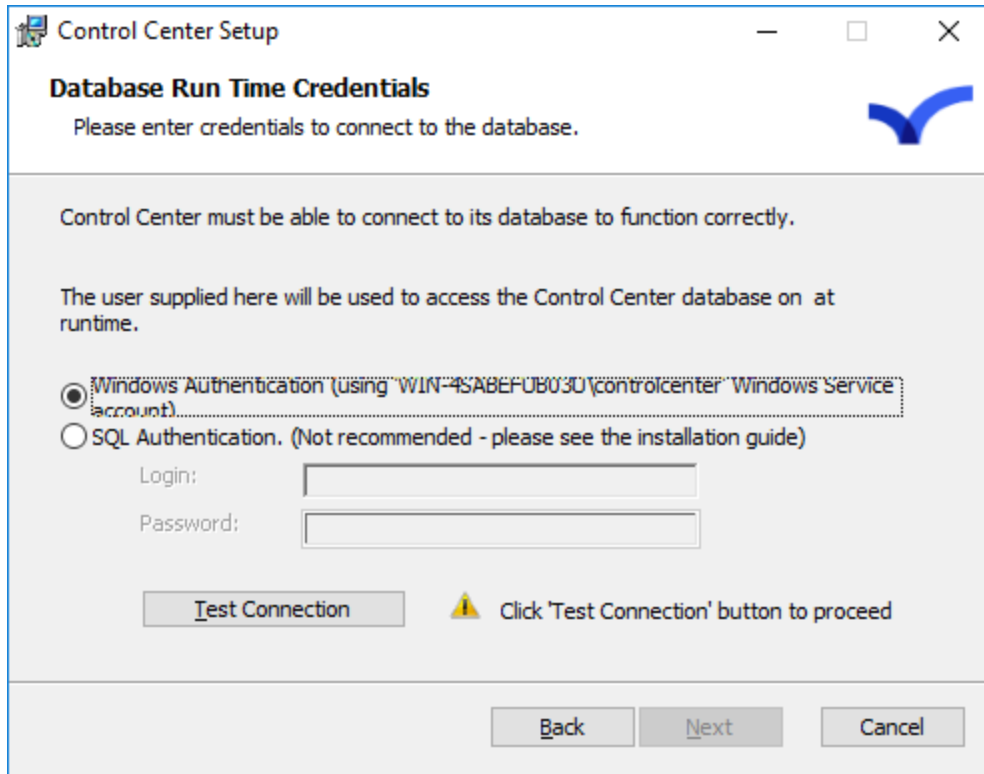 Control Center Setup
Database Run Time Credentials
Please enter credentials to connect to the database.
Control Center must be able to connect to its database to function correctly.
The user supplied here will be used to access the Control Center database on at
runtime.
Windows Authentication (using 'WIN-4SABEFUB03U\controlcenter' Windows Service
account)
SQL Authentication. (Not recommended - please see the installation guide)
Login:
Password:
Test Connection
Click 'Test Connection' button to proceed
Back
Next
Cancel